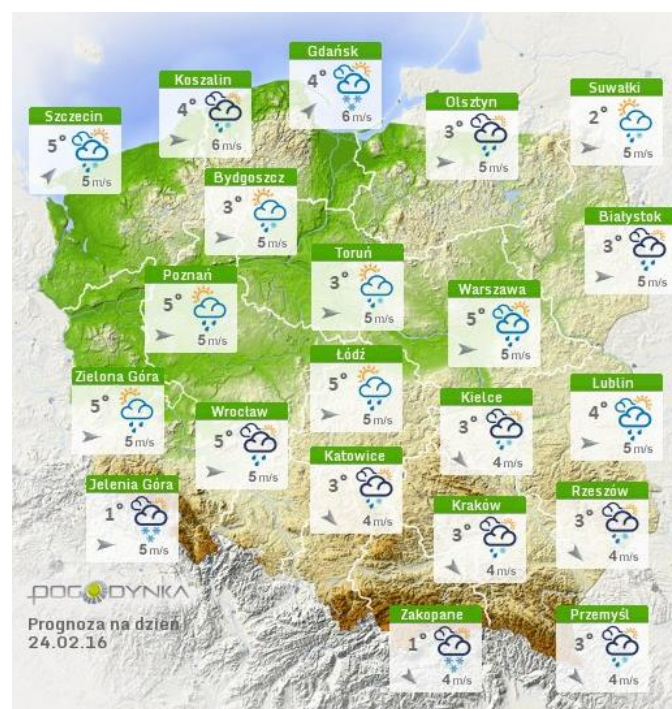 Gdańsk
4°
6 m/s
Koszalin
4°
6 m/s
Suwałki
2°
5 m/s
Olsztyn
3°
5 m/s
Szczecin
5°
5 m/s
Bydgoszcz
3°
5 m/s
Białystok
3°
5 m/s
Toruń
3°
5 m/s
Poznań
5°
5 m/s
Warszawa
5°
5 m/s
Łódź
5°
5 m/s
Zielona Góra
5°
5 m/s
Lublin
4°
5 m/s
Kielce
3°
4 m/s
Wrocław
5°
5 m/s
Katowice
3°
4 m/s
Jelenia Góra
1°
5 m/s
Rzeszów
3°
4 m/s
Kraków
3°
4 m/s
POGODYNKA
Prognoza na dzień
24.02.16
Zakopane
1°
4 m/s
Przemyśl
3°
4 m/s